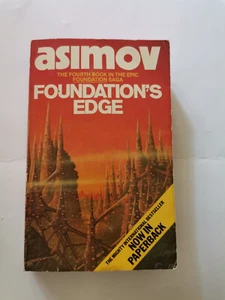 asimov
THE FOURTH BOOK IN THE EPIC
FOUNDATION SAGA
FOUNDATION'S
EDGE
THE MIGHTY INTERNATIONAL BESTSELLER
NOW IN
PAPERBACK